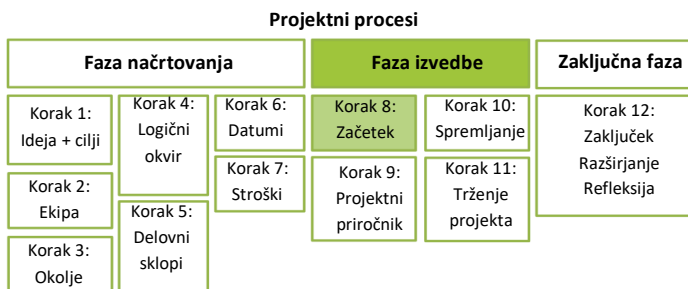 Projektni procesi
Faza načrtovanja
Faza izvedbe
Zaključna faza
Korak 1:
Ideja + cilji
Korak 2:
Ekipa
Korak 3:
Okolje
Korak 4:
Logični
okvir
Korak 5:
Delovni
sklopi
Korak 6:
Datumi
Korak 7:
Stroški
Korak 8:
Začetek
Korak 9:
Projektni
priročnik
Korak 10:
Spremljanje
Korak 11:
Trženje
projekta
Korak 12:
Zaključek
Razširjanje
Refleksija